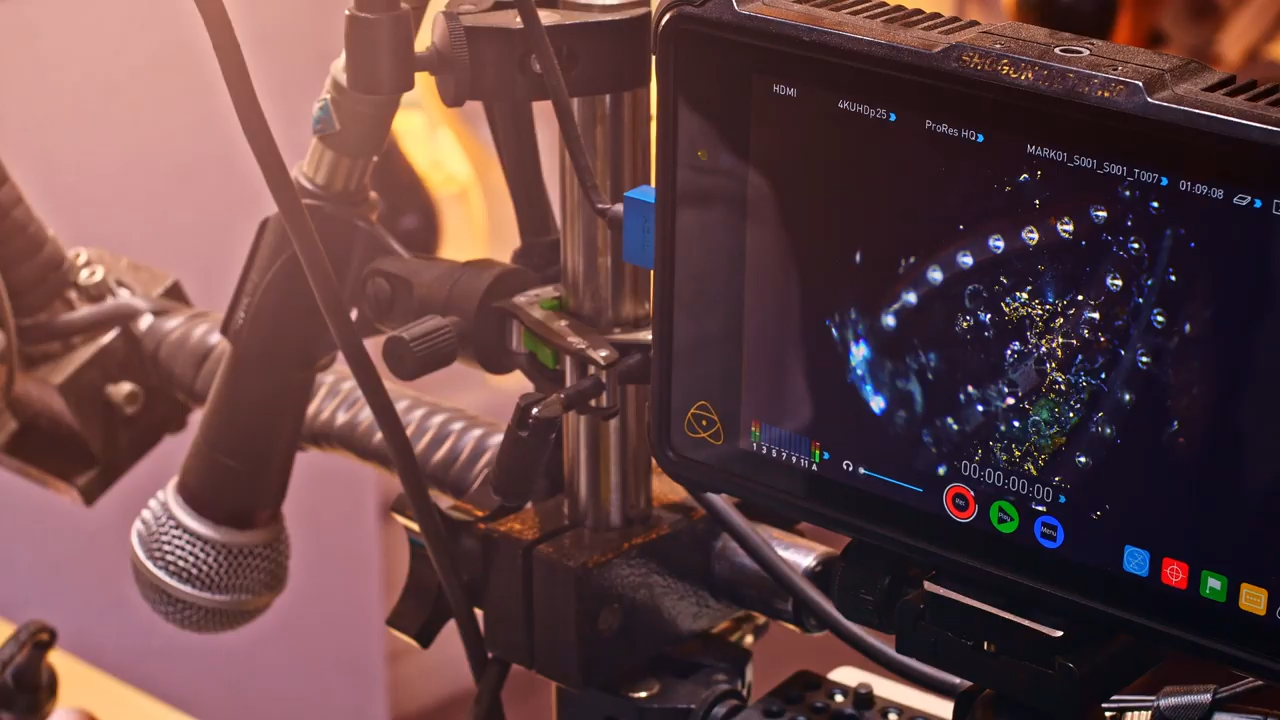 SHOGUN
HDMI
4KUHDp25
ProRes HQ
MARK01_S001_S001_T007
01:09:08
1 3 5 7 9 11 A
00:00:00:00
Rec
Play
Menu